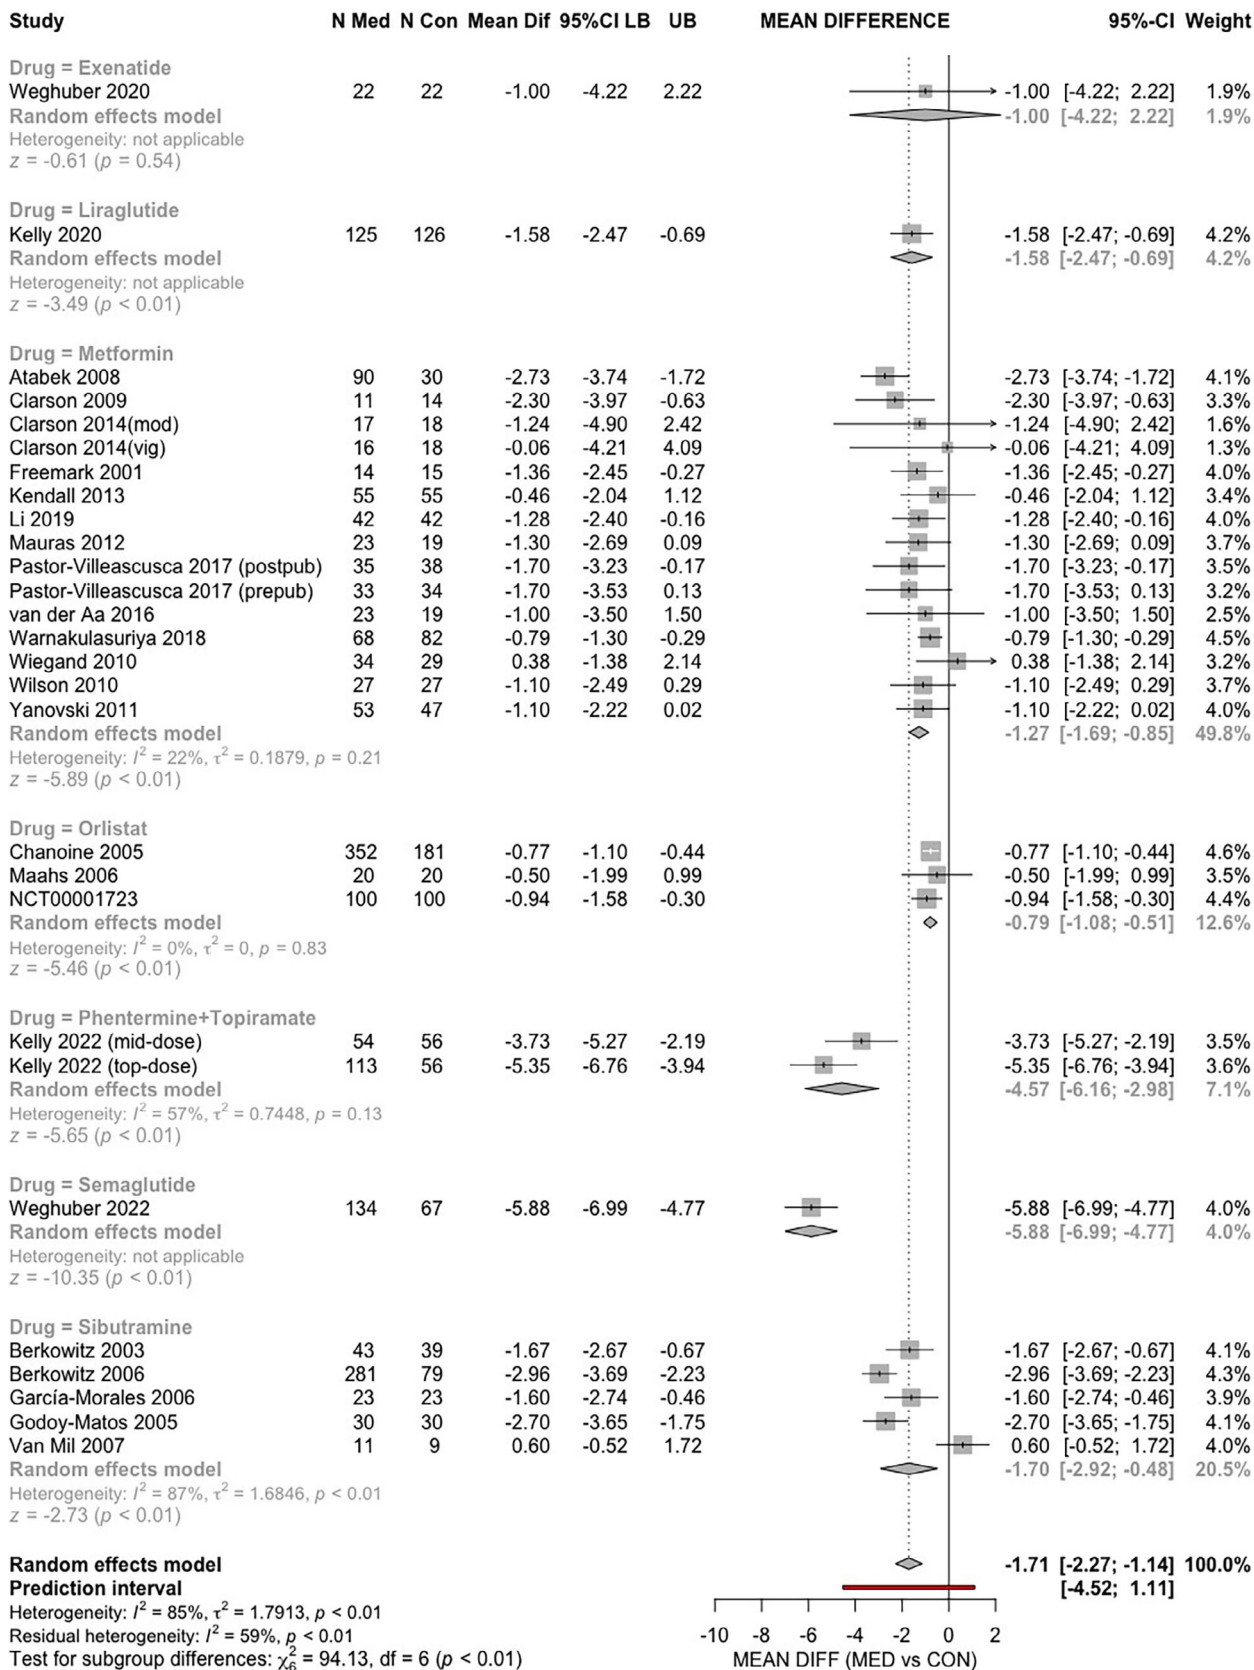 Study N Med N Con Mean Dif 95%CI LB UB MEAN DIFFERENCE 95%-CI Weight
Drug = Exenatide
Weghuber 2020 22 22 -1.00 -4.22 2.22 -1.00 [-4.22; 2.22] 1.9%
Random effects model -1.00 [-4.22; 2.22] 1.9%
Heterogeneity: not applicable
z = -0.61 (p = 0.54)
Drug = Liraglutide
Kelly 2020 125 126 -1.58 -2.47 -0.69 -1.58 [-2.47; -0.69] 4.2%
Random effects model -1.58 [-2.47; -0.69] 4.2%
Heterogeneity: not applicable
z = -3.49 (p < 0.01)
Drug = Metformin
Atabek 2008 90 30 -2.73 -3.74 -1.72 -2.73 [-3.74; -1.72] 4.1%
Clarson 2009 11 14 -2.30 -3.97 -0.63 -2.30 [-3.97; -0.63] 3.3%
Clarson 2014(mod) 17 18 -1.24 -4.90 2.42 -1.24 [-4.90; 2.42] 1.6%
Clarson 2014(vig) 16 18 -0.06 -4.21 4.09 -0.06 [-4.21; 4.09] 1.3%
Freemark 2001 14 15 -1.36 -2.45 -0.27 -1.36 [-2.45; -0.27] 4.0%
Kendall 2013 55 55 -0.46 -2.04 1.12 -0.46 [-2.04; 1.12] 3.4%
Li 2019 42 42 -1.28 -2.40 -0.16 -1.28 [-2.40; -0.16] 4.0%
Mauras 2012 23 19 -1.30 -2.69 0.09 -1.30 [-2.69; 0.09] 3.7%
Pastor-Villeascusca 2017 (postpub) 35 38 -1.70 -3.23 -0.17 -1.70 [-3.23; -0.17] 3.5%
Pastor-Villeascusca 2017 (prepub) 33 34 -1.70 -3.53 0.13 -1.70 [-3.53; 0.13] 3.2%
van der Aa 2016 23 19 -1.00 -3.50 1.50 -1.00 [-3.50; 1.50] 2.5%
Warnakulasuriya 2018 68 82 -0.79 -1.30 -0.29 -0.79 [-1.30; -0.29] 4.5%
Wiegand 2010 34 29 0.38 -1.38 2.14 0.38 [-1.38; 2.14] 3.2%
Wilson 2010 27 27 -1.10 -2.49 0.29 -1.10 [-2.49; 0.29] 3.7%
Yanovski 2011 53 47 -1.10 -2.22 0.02 -1.10 [-2.22; 0.02] 4.0%
Random effects model -1.27 [-1.69; -0.85] 49.8%
Heterogeneity: I² = 22%, τ² = 0.1879, p = 0.21
z = -5.89 (p < 0.01)
Drug = Orlistat
Chanoine 2005 352 181 -0.77 -1.10 -0.44 -0.77 [-1.10; -0.44] 4.6%
Maahs 2006 20 20 -0.50 -1.99 0.99 -0.50 [-1.99; 0.99] 3.5%
NCT00001723 100 100 -0.94 -1.58 -0.30 -0.94 [-1.58; -0.30] 4.4%
Random effects model -0.79 [-1.08; -0.51] 12.6%
Heterogeneity: I² = 0%, τ² = 0, p = 0.83
z = -5.46 (p < 0.01)
Drug = Phentermine+Topiramate
Kelly 2022 (mid-dose) 54 56 -3.73 -5.27 -2.19 -3.73 [-5.27; -2.19] 3.5%
Kelly 2022 (top-dose) 113 56 -5.35 -6.76 -3.94 -5.35 [-6.76; -3.94] 3.6%
Random effects model -4.57 [-6.16; -2.98] 7.1%
Heterogeneity: I² = 57%, τ² = 0.7448, p = 0.13
z = -5.65 (p < 0.01)
Drug = Semaglutide
Weghuber 2022 134 67 -5.88 -6.99 -4.77 -5.88 [-6.99; -4.77] 4.0%
Random effects model -5.88 [-6.99; -4.77] 4.0%
Heterogeneity: not applicable
z = -10.35 (p < 0.01)
Drug = Sibutramine
Berkowitz 2003 43 39 -1.67 -2.67 -0.67 -1.67 [-2.67; -0.67] 4.1%
Berkowitz 2006 281 79 -2.96 -3.69 -2.23 -2.96 [-3.69; -2.23] 4.3%
García-Morales 2006 23 23 -1.60 -2.74 -0.46 -1.60 [-2.74; -0.46] 3.9%
Godoy-Matos 2005 30 30 -2.70 -3.65 -1.75 -2.70 [-3.65; -1.75] 4.1%
Van Mil 2007 11 9 0.60 -0.52 1.72 0.60 [-0.52; 1.72] 4.0%
Random effects model -1.70 [-2.92; -0.48] 20.5%
Heterogeneity: I² = 87%, τ² = 1.6846, p < 0.01
z = -2.73 (p < 0.01)
Random effects model -1.71 [-2.27; -1.14] 100.0%
Prediction interval [-4.52; 1.11]
Heterogeneity: I² = 85%, τ² = 1.7913, p < 0.01
Residual heterogeneity: I² = 59%, p < 0.01
-10 -8 -6 -4 -2 0 2
Test for subgroup differences: χ²₆ = 94.13, df = 6 (p < 0.01) MEAN DIFF (MED vs CON)